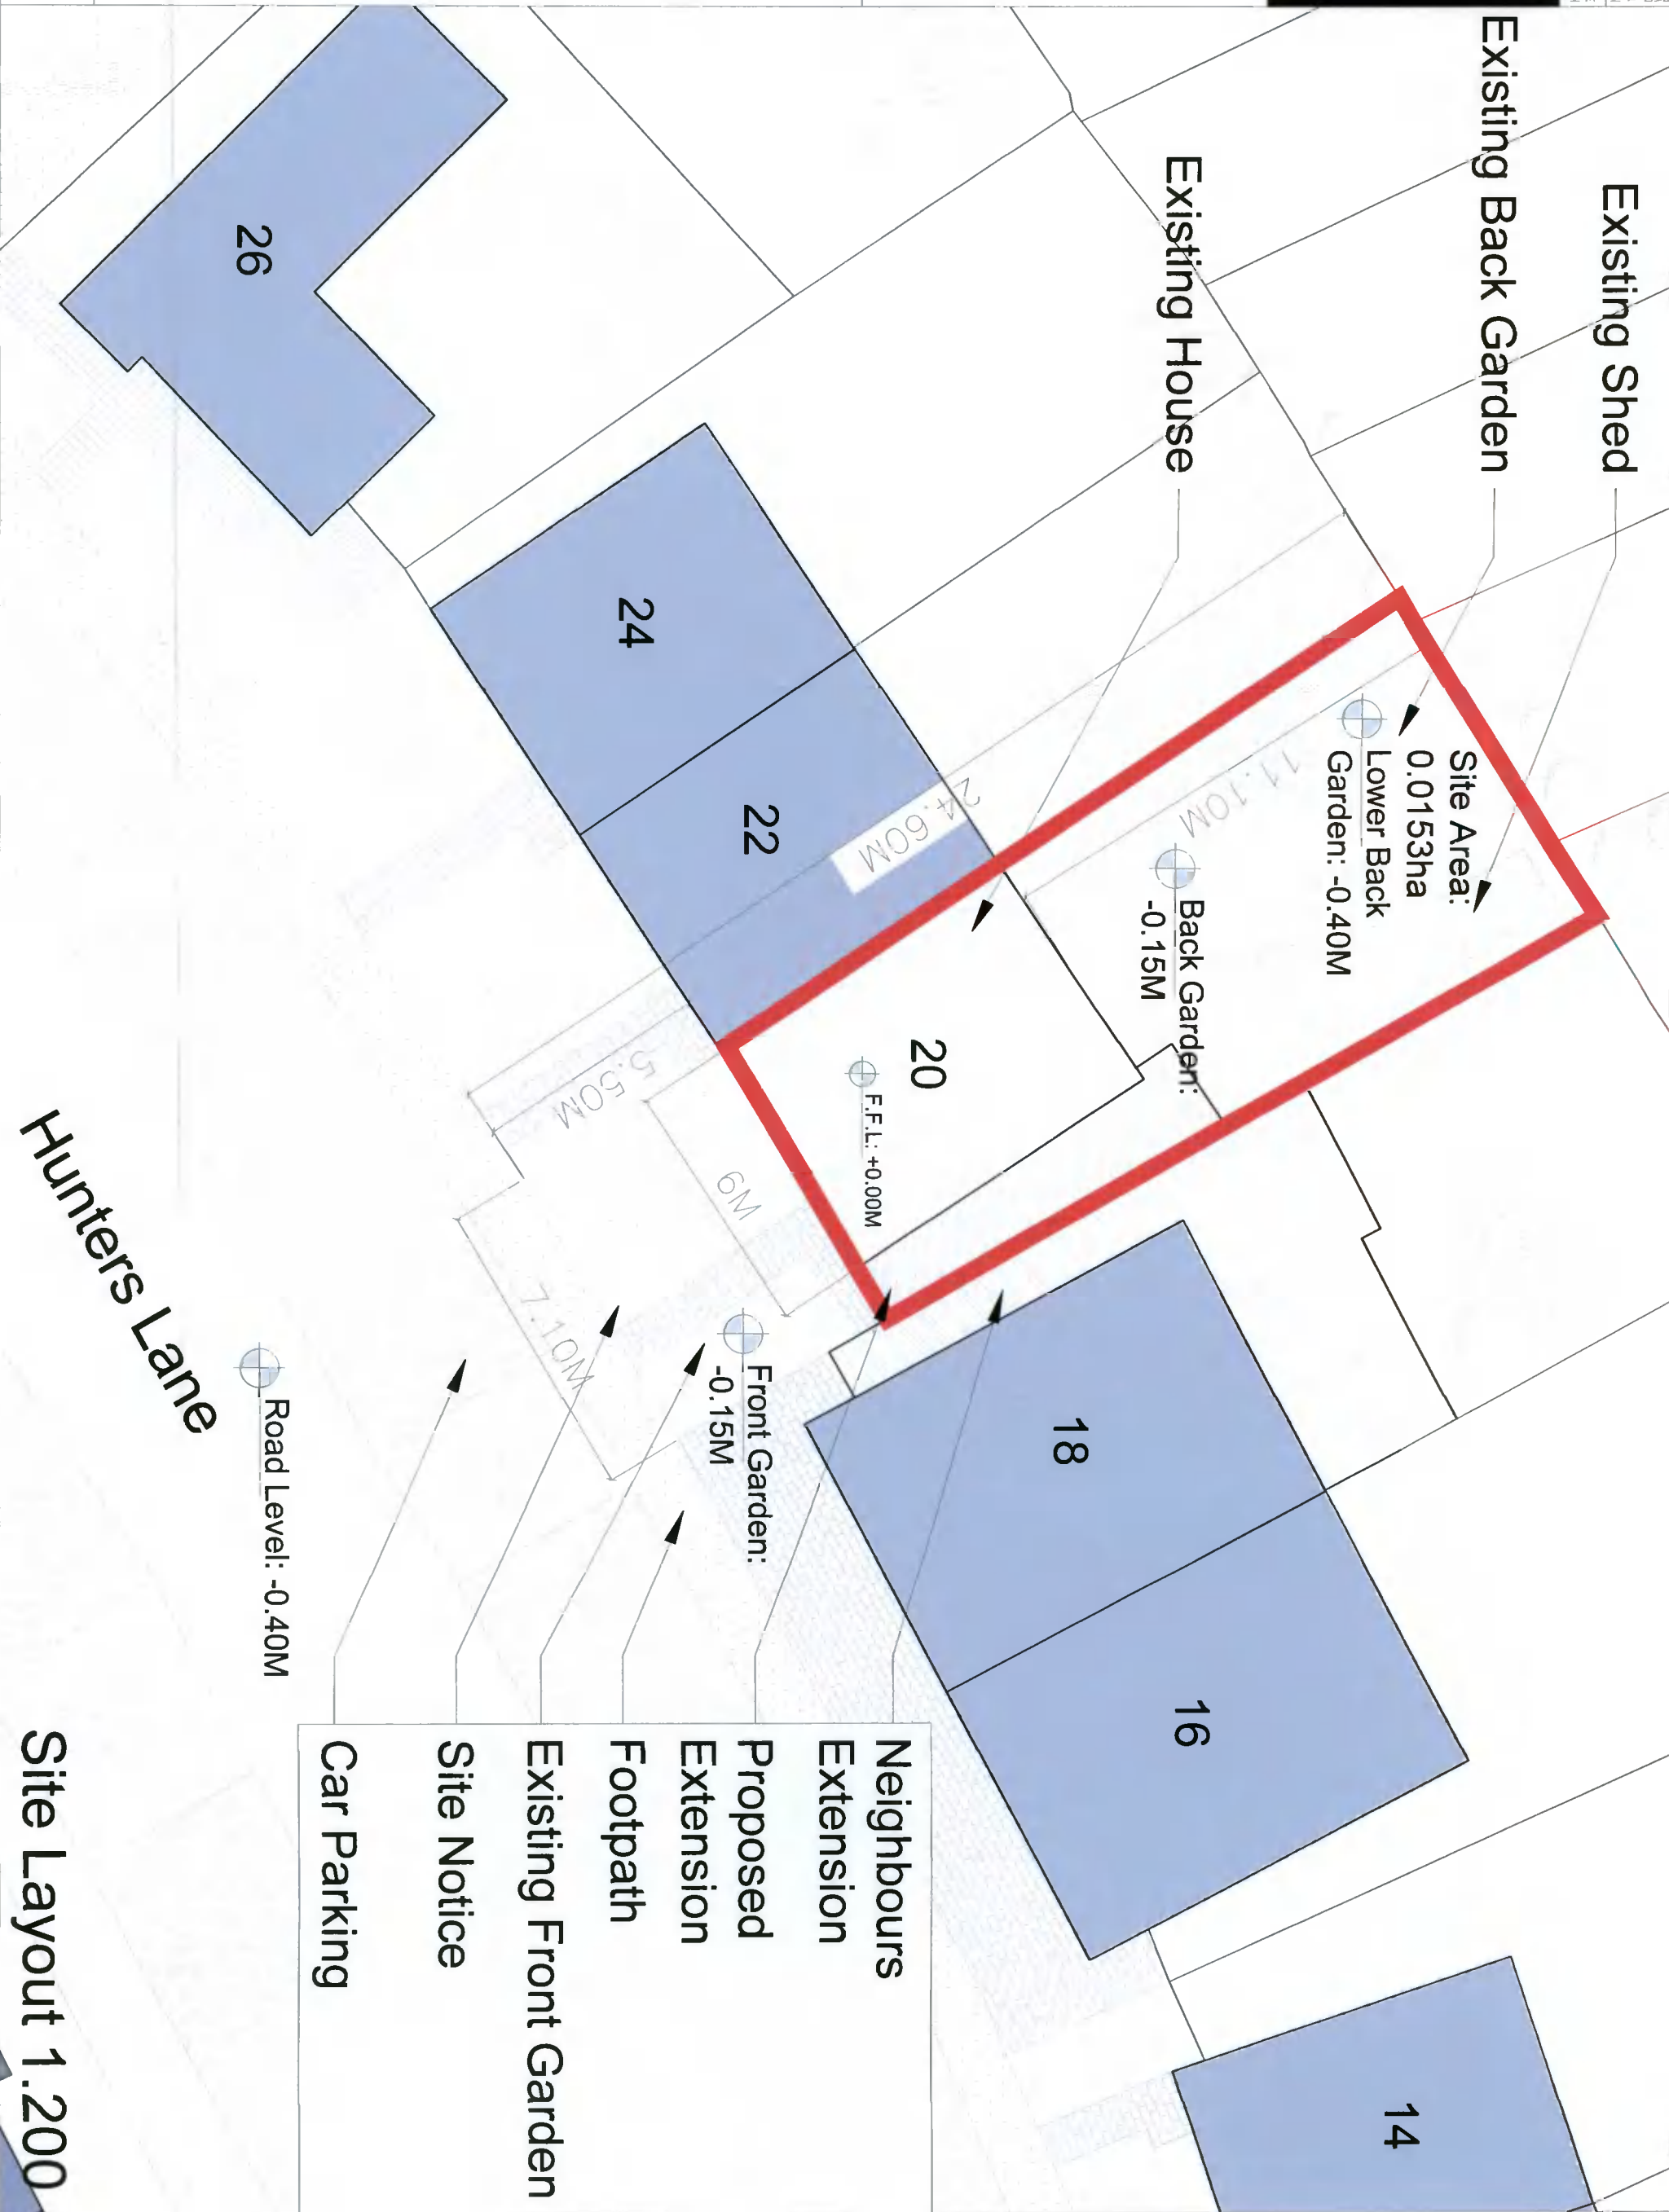 Existing Shed
Existing Back Garden
Existing House
Site Area:
0.0153ha
Lower Back
Garden: -0.40M
Back Garden:
-0.15M
11.10M
24.60M
26
24
22
20
F.F.L: +0.00M
5.50M
6M
7.10M
18
16
14
Front Garden:
-0.15M
Road Level: -0.40M
Hunters Lane
Neighbours
Extension
Proposed
Extension
Footpath
Existing Front Garden
Site Notice
Car Parking
Site Layout 1.200